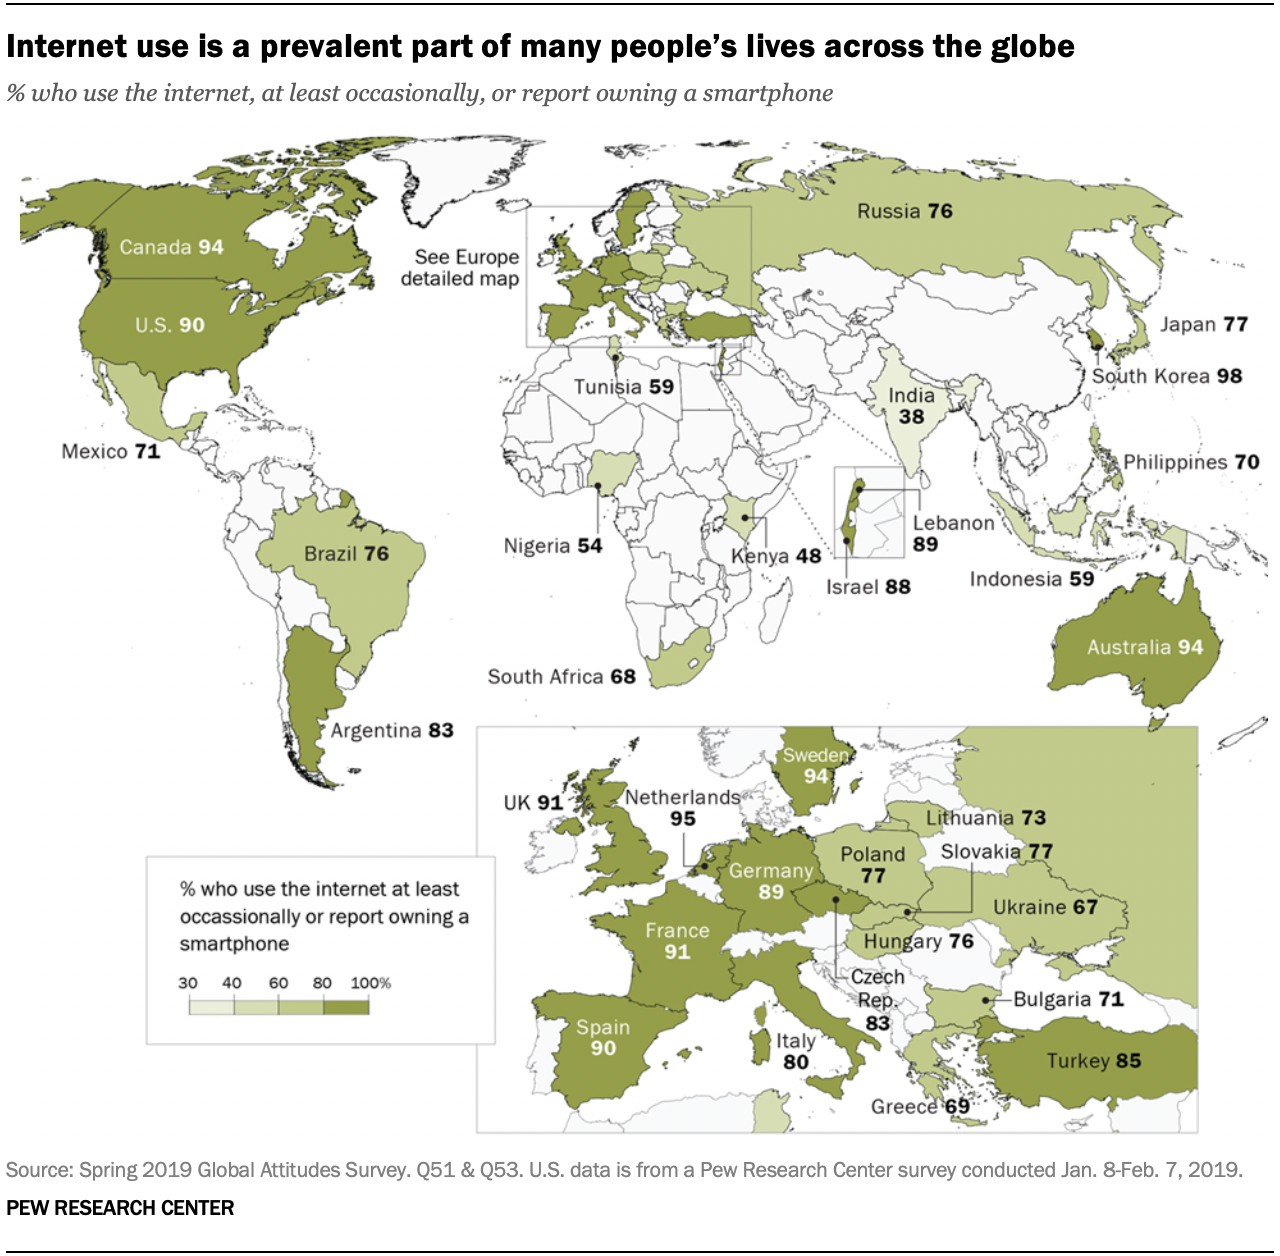 Internet use is a prevalent part of many people’s lives across the globe
% who use the internet, at least occasionally, or report owning a smartphone
Canada 94
U.S. 90
Mexico 71
Brazil 76
Argentina 83
See Europe
detailed map
Russia 76
Japan 77
South Korea 98
India
38
Philippines 70
Tunisia 59
Nigeria 54
Kenya 48
Lebanon
89
Israel 88
Indonesia 59
Australia 94
South Africa 68
Sweden
94
UK 91
Netherlands
95
Lithuania 73
Slovakia 77
Poland
77
Germany
89
Ukraine 67
France
91
Hungary 76
Czech
Rep.
83
Bulgaria 71
Spain
90
Italy
80
Turkey 85
Greece 69
% who use the internet at least
occassionally or report owning a
smartphone
30 40 60 80 100%
Source: Spring 2019 Global Attitudes Survey. Q51 & Q53. U.S. data is from a Pew Research Center survey conducted Jan. 8-Feb. 7, 2019.
PEW RESEARCH CENTER